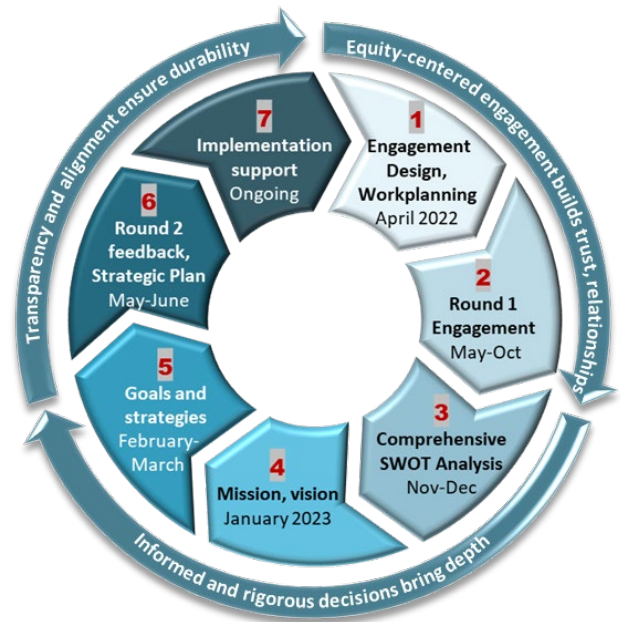 Equity-centered engagement builds trust, relationships
Informed and rigorous decisions bring depth
Transparency and alignment ensure durability
1
Engagement
Design,
Workplanning
April 2022
2
Round 1
Engagement
May-Oct
3
Comprehensive
SWOT Analysis
Nov-Dec
4
Mission, vision
January 2023
5
Goals and
strategies
February-
March
6
Round 2
feedback,
Strategic Plan
May-June
7
Implementation
support
Ongoing